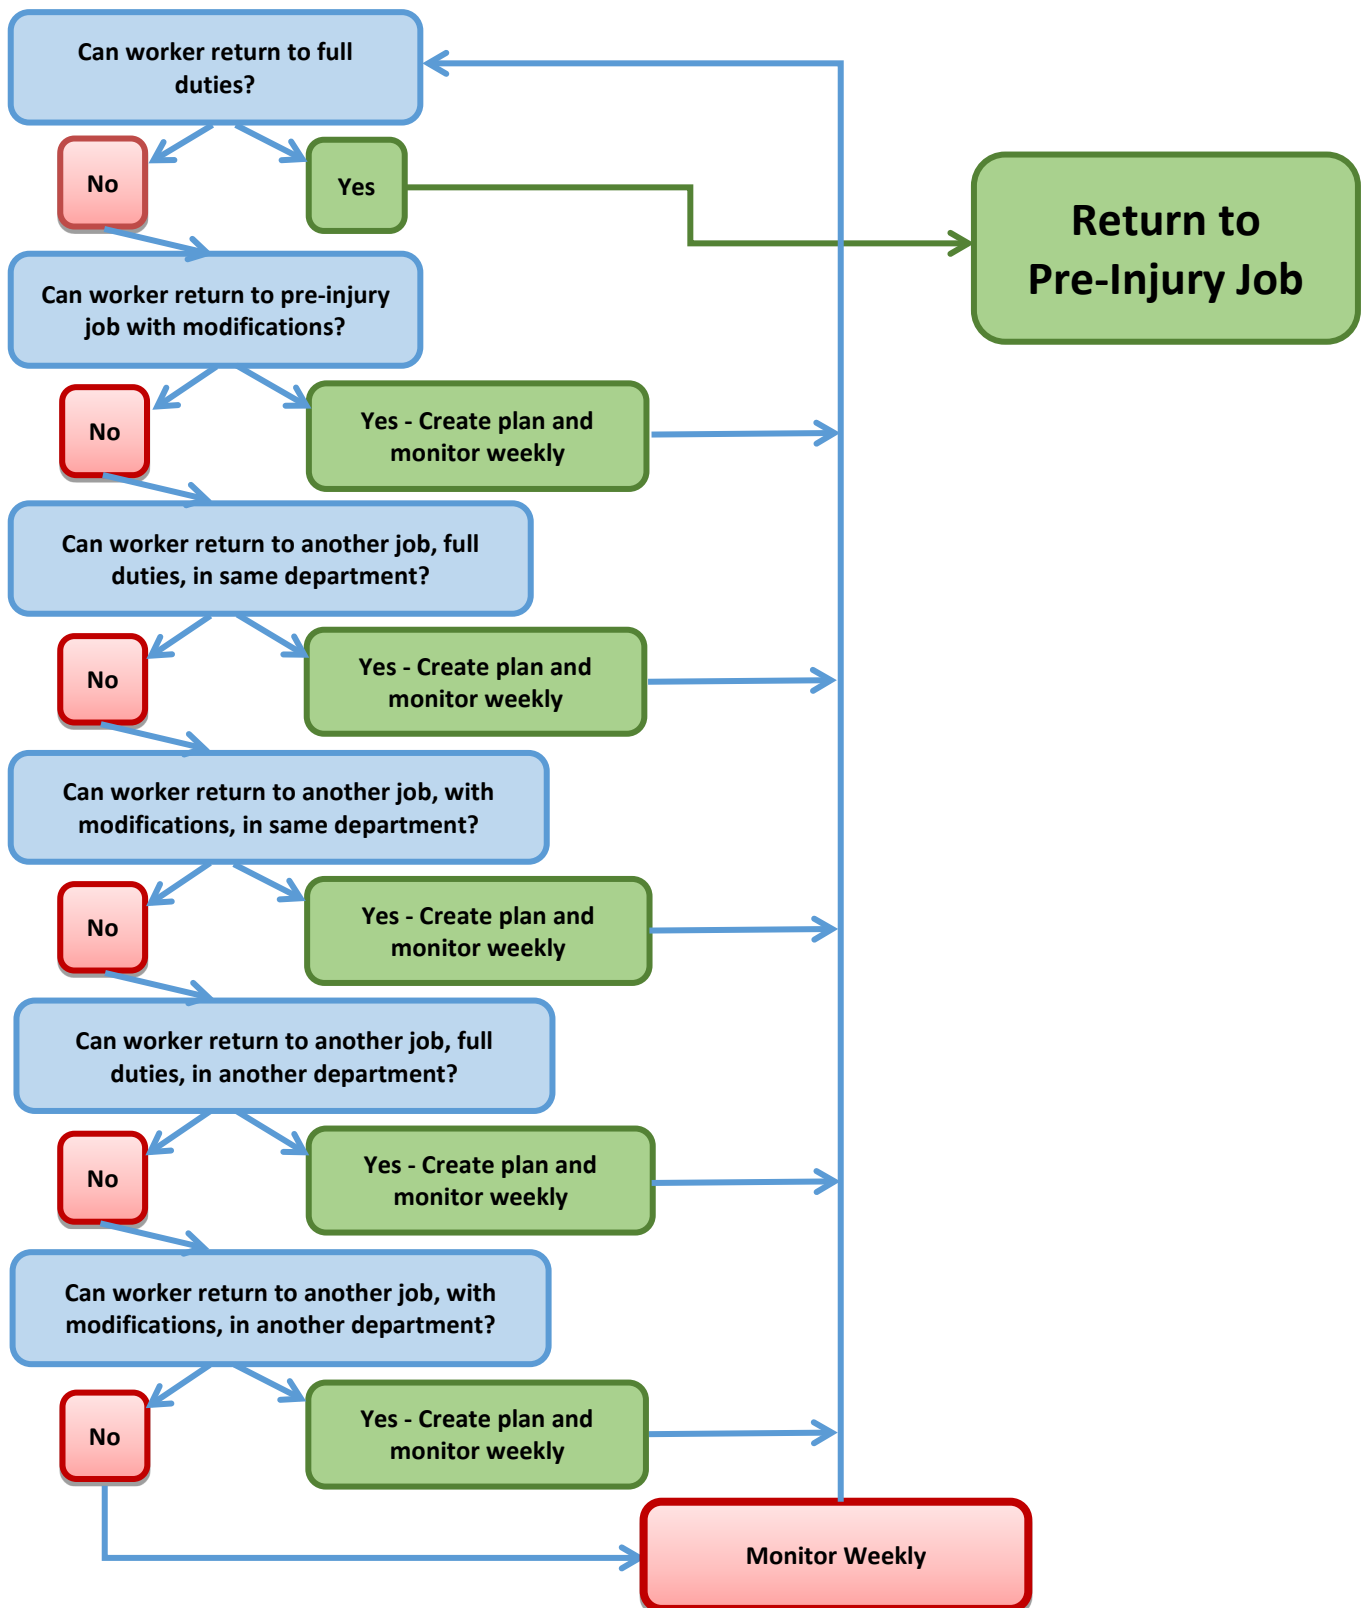 Can worker return to full
duties?
No
Yes
Return to
Pre-Injury Job
Can worker return to pre-injury
job with modifications?
No
Yes - Create plan and
monitor weekly
Can worker return to another job, full
duties, in same department?
No
Yes - Create plan and
monitor weekly
Can worker return to another job, with
modifications, in same department?
No
Yes - Create plan and
monitor weekly
Can worker return to another job, full
duties, in another department?
No
Yes - Create plan and
monitor weekly
Can worker return to another job, with
modifications, in another department?
No
Yes - Create plan and
monitor weekly
Monitor Weekly